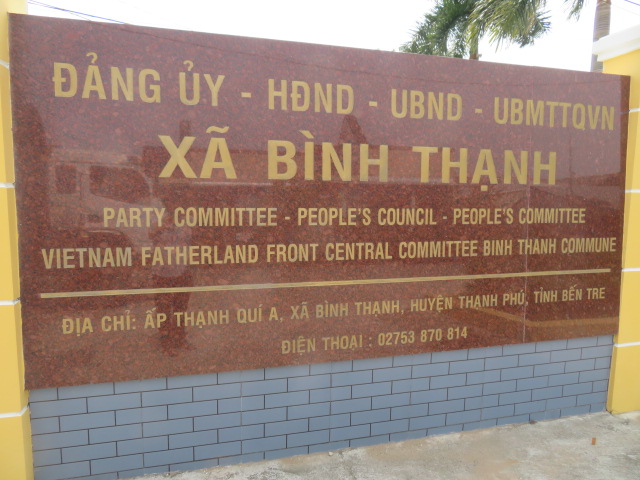 ĐẢNG ỦY - HĐND - UBND - UBMTTQVN
XÃ BÌNH THẠNH
PARTY COMMITTEE - PEOPLE'S COUNCIL - PEOPLE'S COMMITTEE
VIETNAM FATHERLAND FRONT CENTRAL COMMITTEE BINH THANH COMMUNE
ĐỊA CHỈ: ẤP THẠNH QUÍ A, XÃ BÌNH THẠNH, HUYỆN THẠNH PHÚ, TỈNH BẾN TRE
ĐIỆN THOẠI : 02753 870 814